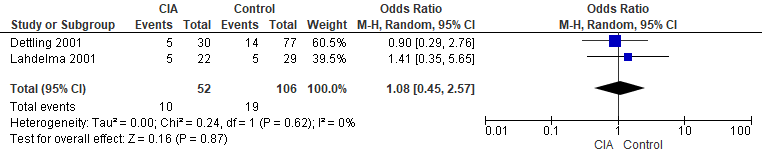 CIA Control Odds Ratio Odds Ratio
Study or Subgroup Events Total Events Total Weight M-H, Random, 95% CI M-H, Random, 95% CI
Dettling 2001 5 30 14 77 60.5% 0.90 [0.29, 2.76]
Lahdelma 2001 5 22 5 29 39.5% 1.41 [0.35, 5.65]
Total (95% CI) 52 106 100.0% 1.08 [0.45, 2.57]
Total events 10 19
Heterogeneity: Tau² = 0.00; Chi² = 0.24, df = 1 (P = 0.62); I² = 0%
Test for overall effect: Z = 0.16 (P = 0.87)
0.01 0.1 1 10 100
CIA Control